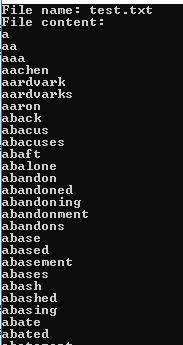 File name: test.txt
File content:
a
aa
aaa
aachen
aardvark
aardvarks
aaron
aback
abacus
abacuses
abaft
abalone
abandon
abandoned
abandoning
abandonment
abandons
abase
based
abasement
abases
abash
abashed
abasing
abate
abated